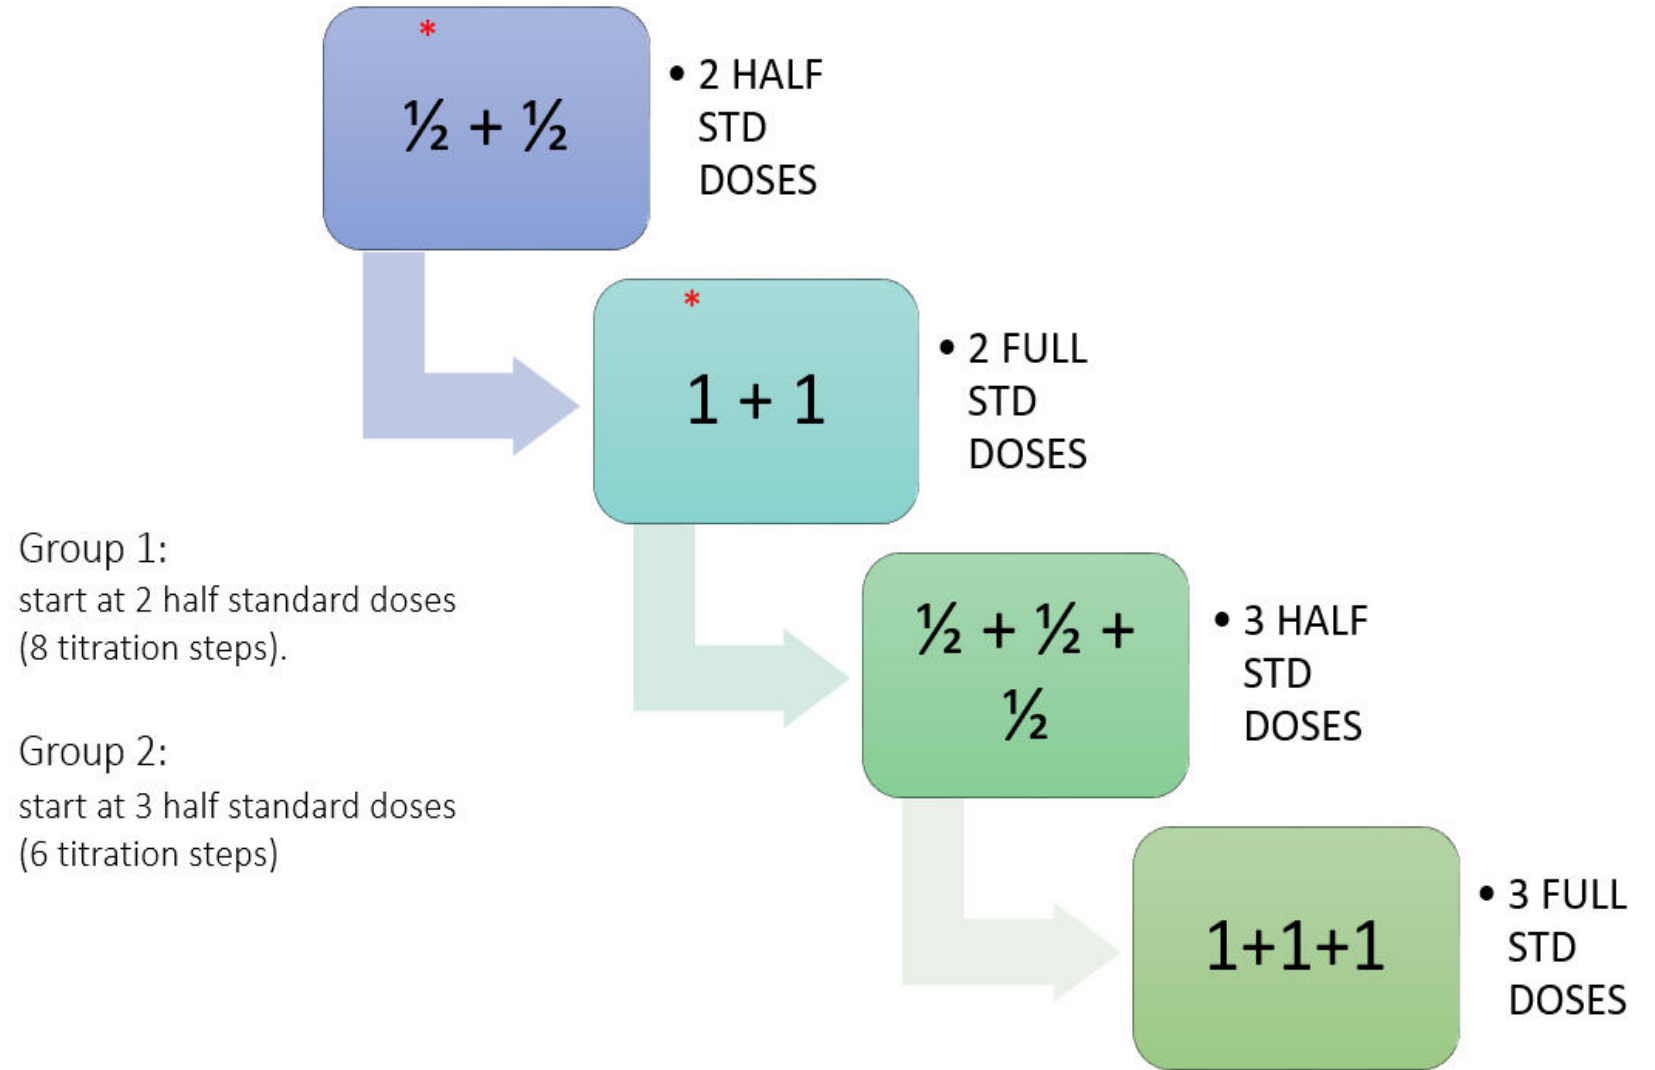 *
½ + ½
• 2 HALF
STD
DOSES
*
1 + 1
• 2 FULL
STD
DOSES
Group 1:
start at 2 half standard doses
(8 titration steps).
½ + ½ +
½
• 3 HALF
STD
DOSES
Group 2:
start at 3 half standard doses
(6 titration steps)
1+1+1
• 3 FULL
STD
DOSES